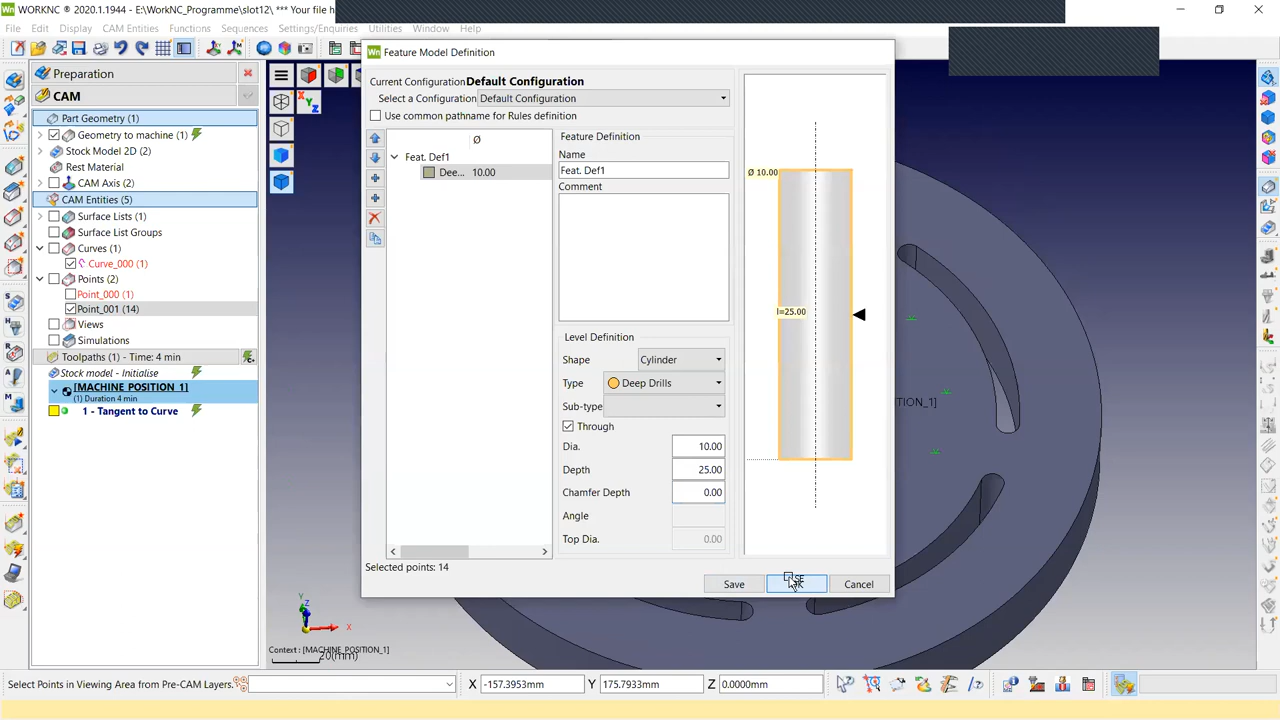 WORKNC ® 2020.1.1944 - E:\WorkNC_Programme\slot12\ *** Your file h
File Edit Display CAM Entities Functions Sequences Settings/Enquiries Utilities Window Help
Preparation
CAM
Part Geometry (1)
Geometry to machine (1)
Stock Model 2D (2)
Rest Material
CAM Axis (2)
CAM Entities (5)
Surface Lists (1)
Surface List Groups
Curves (1)
Curve_000 (1)
Points (2)
Point_000 (1)
Point_001 (14)
Views
Simulations
Toolpaths (1) - Time: 4 min
Stock model - Initialise
[MACHINE POSITION 1]
(1) Duration 4 min
1 - Tangent to Curve
Feature Model Definition
Current Configuration Default Configuration
Select a Configuration Default Configuration
Use common pathname for Rules definition
Ø
Feat. Def1
Dee... 10.00
Feature Definition
Name
Feat. Def1
Comment
Level Definition
Shape Cylinder
Type Deep Drills
Sub-type
Through
Dia. 10.00
Depth 25.00
Chamfer Depth 0.00
Angle
Top Dia. 0.00
Selected points: 14
Save
Cancel
Ø 10.00
l=25.00
TION_1]
Z
Y
X
Context : [MACHINE_POSITION_1]
20(mm)
Select Points in Viewing Area from Pre-CAM Layers.
X -157.3953mm Y 175.7933mm Z 0.0000mm